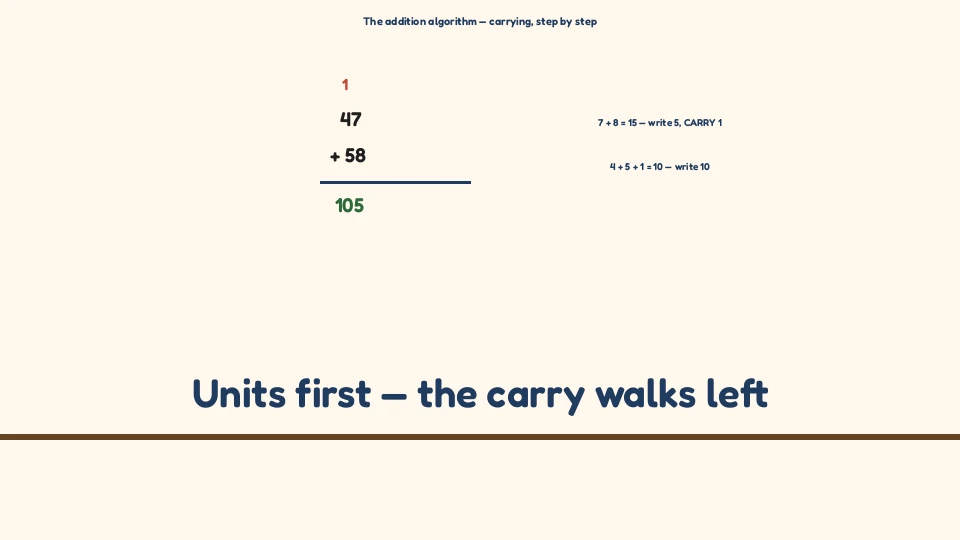 The addition algorithm — carrying, step by step
1
47
+ 58
105
7 + 8 = 15 — write 5, CARRY 1
4 + 5 + 1 = 10 — write 10
Units first — the carry walks left